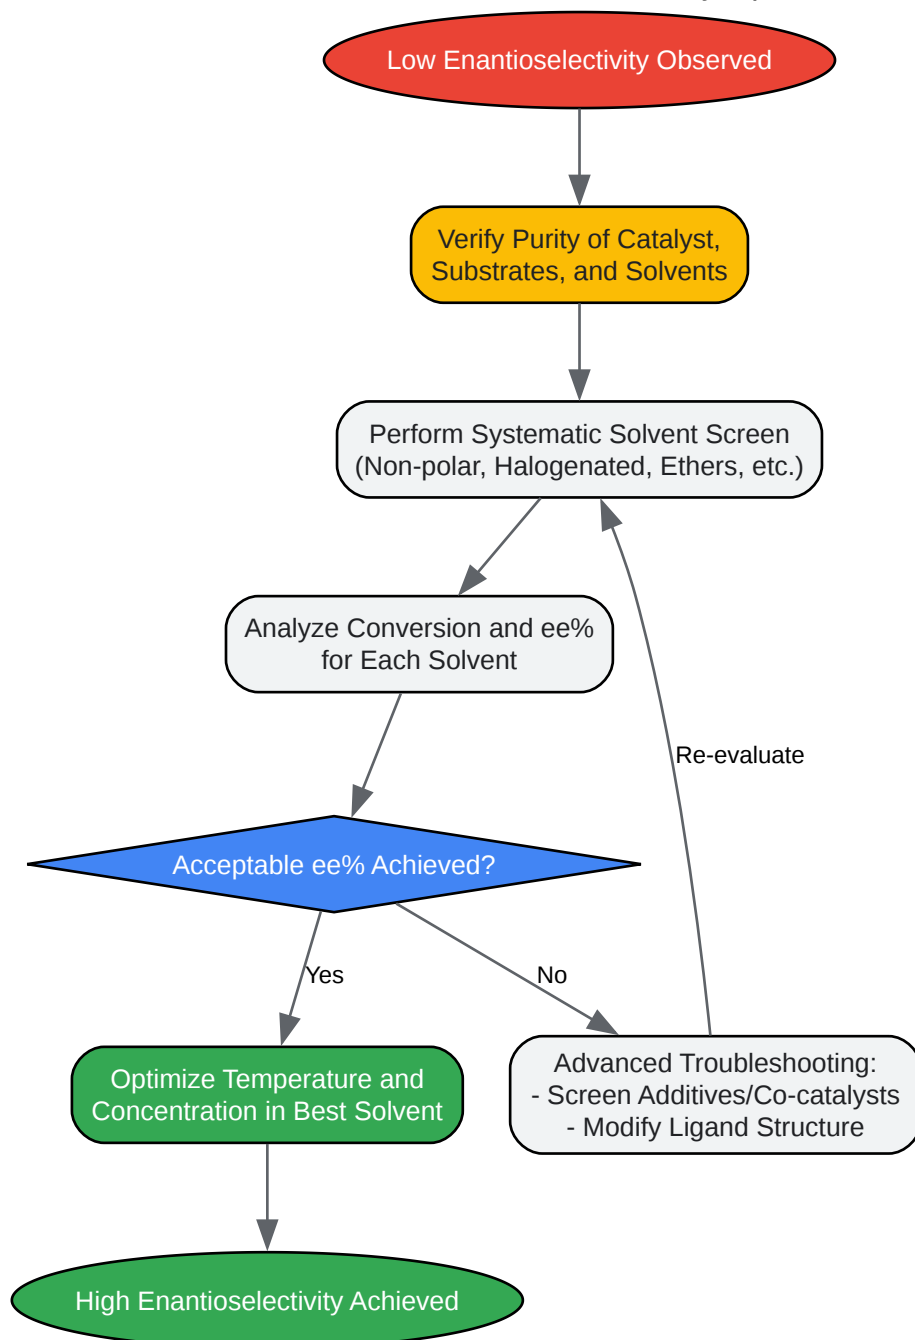 Low Enantioselectivity Observed
Verify Purity of Catalyst,
Substrates, and Solvents
Perform Systematic Solvent Screen
(Non-polar, Halogenated, Ethers, etc.)
Analyze Conversion and ee%
for Each Solvent
Re-evaluate
Acceptable ee% Achieved?
Yes
No
Optimize Temperature and
Concentration in Best Solvent
Advanced Troubleshooting:
- Screen Additives/Co-catalysts
- Modify Ligand Structure
High Enantioselectivity Achieved